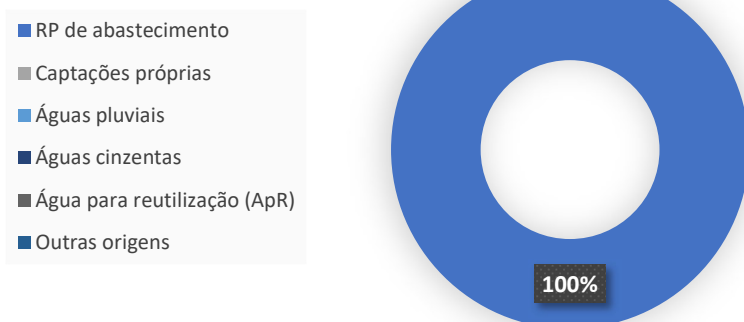 RP de abastecimento
Captações próprias
Águas pluviais
Águas cinzentas
Água para reutilização (ApR)
Outras origens
100%